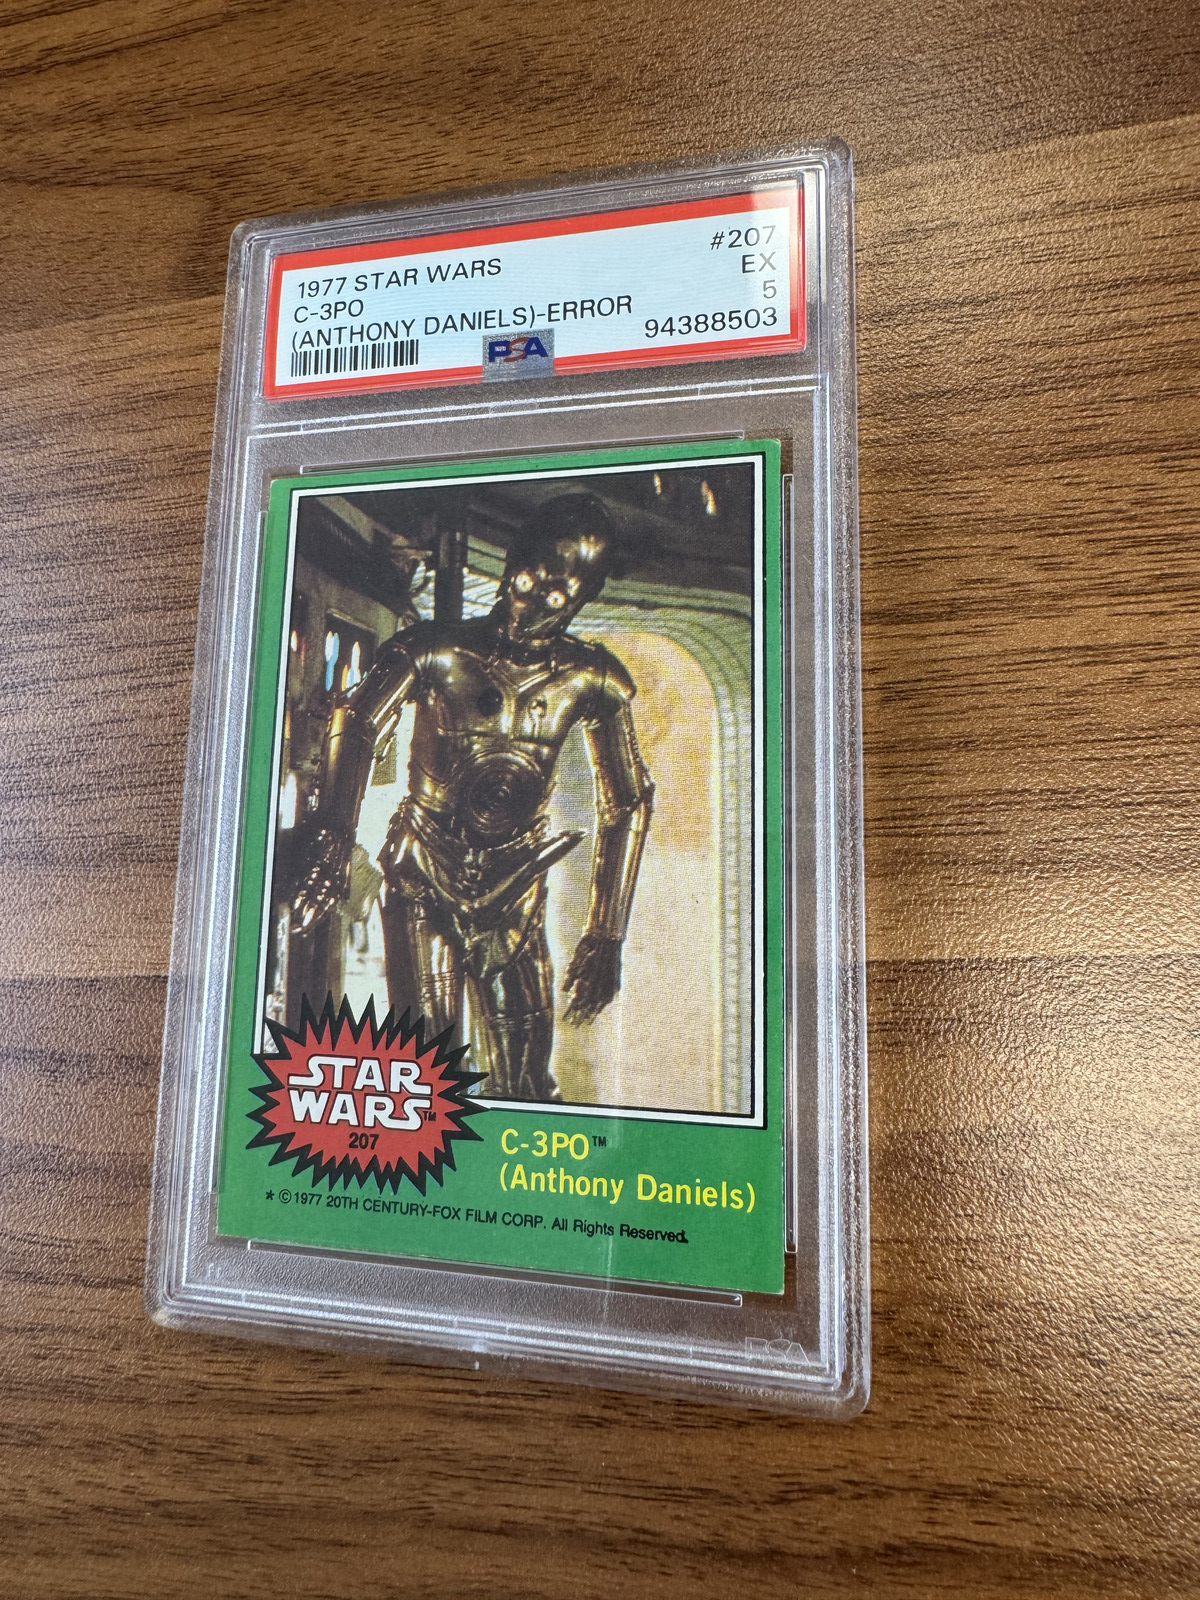 1977 STAR WARS
#207
C-3PO
EX
(ANTHONY DANIELS)-ERROR
5
94388503
PSA
STAR
WARS™
207
C-3PO™
(Anthony Daniels)
* ©1977 20TH CENTURY-FOX FILM CORP. All Rights Reserved.
PSA